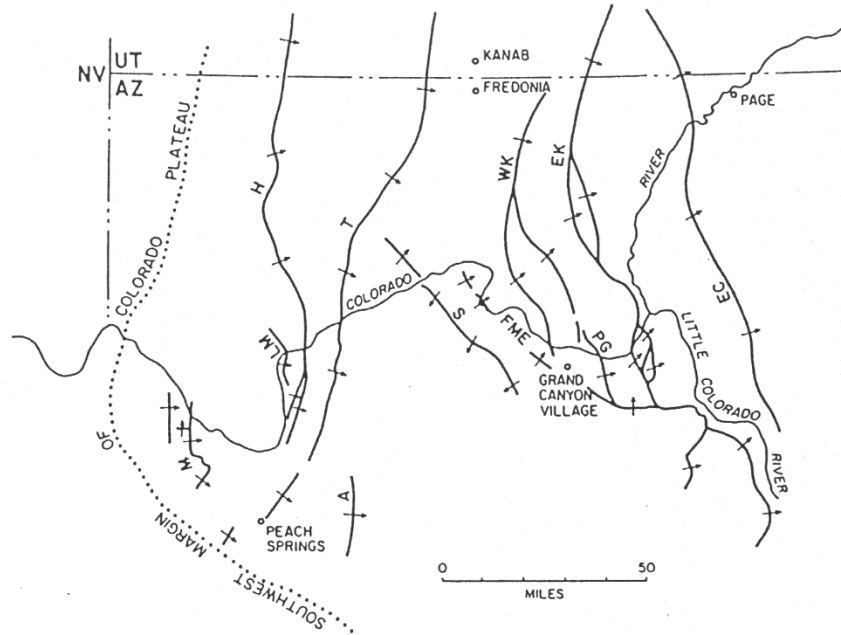 NV
UT
AZ
KANAB
FREDONIA
PAGE
PLATEAU
COLORADO
OF
MARGIN
SOUTHWEST
H
T
WK
EK
RIVER
EC
COLORADO
LM
S
FME
PG
LITTLE
COLORADO
RIVER
GRAND
CANYON
VILLAGE
M
A
PEACH
SPRINGS
0
50
MILES